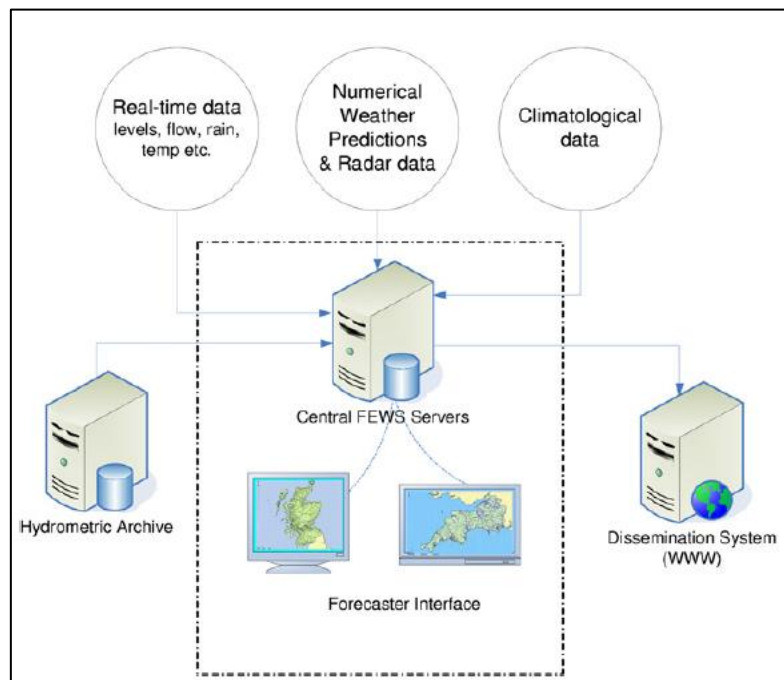 Real-time data
levels, flow, rain,
temp etc.
Numerical
Weather
Predictions
& Radar data
Climatological
data
Central FEWS Servers
Hydrometric Archive
Dissemination System
(WWW)
Forecaster Interface